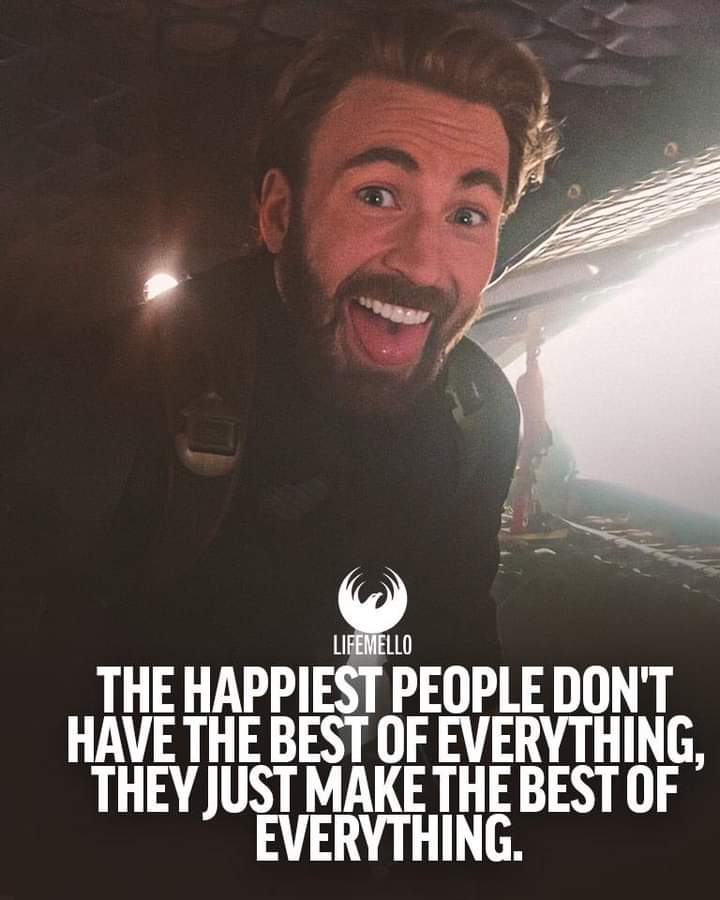 LIFEMELLO
THE HAPPIEST PEOPLE DON'T
HAVE THE BEST OF EVERYTHING,
THEY JUST MAKE THE BEST OF
EVERYTHING.